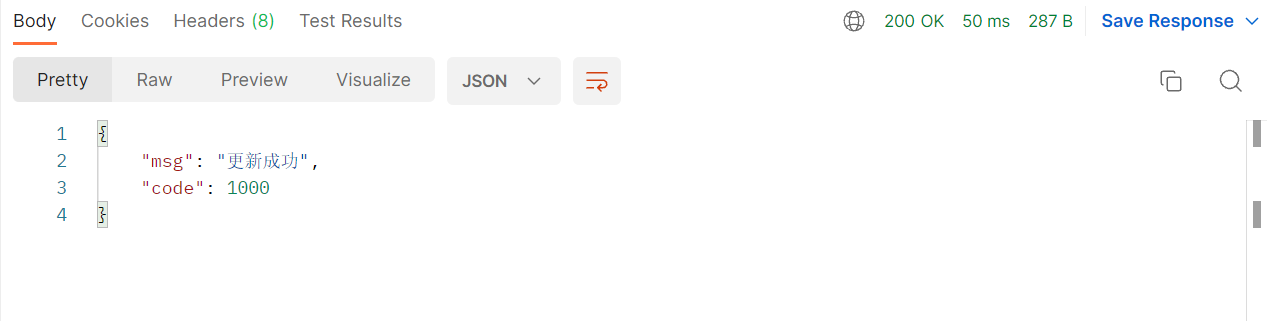 Body Cookies Headers (8) Test Results 200 OK 50 ms 287 B Save Response
Pretty Raw Preview Visualize JSON
1 {
2 "msg": "更新成功",
3 "code": 1000
4 }